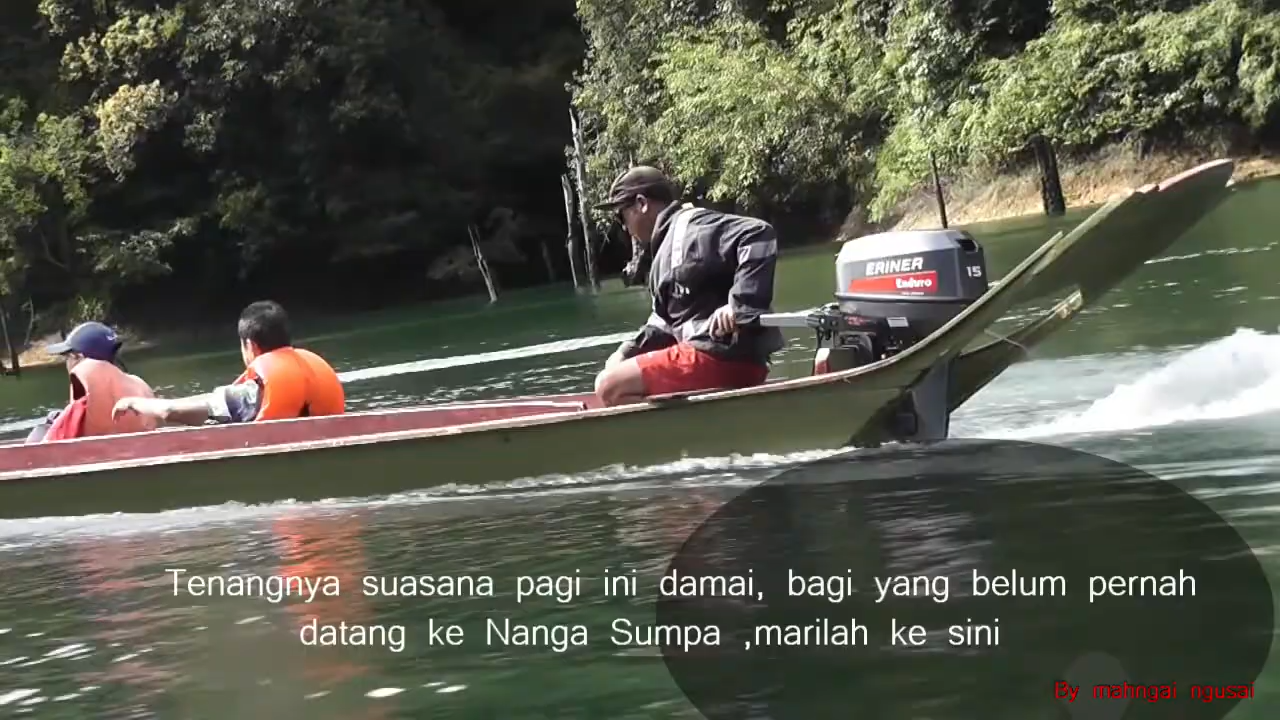 ERINER
Enduro
15
Tenangnya suasana pagi ini damai, bagi yang belum pernah
datang ke Nanga Sumpa ,marilah ke sini
By mahngai ngusai